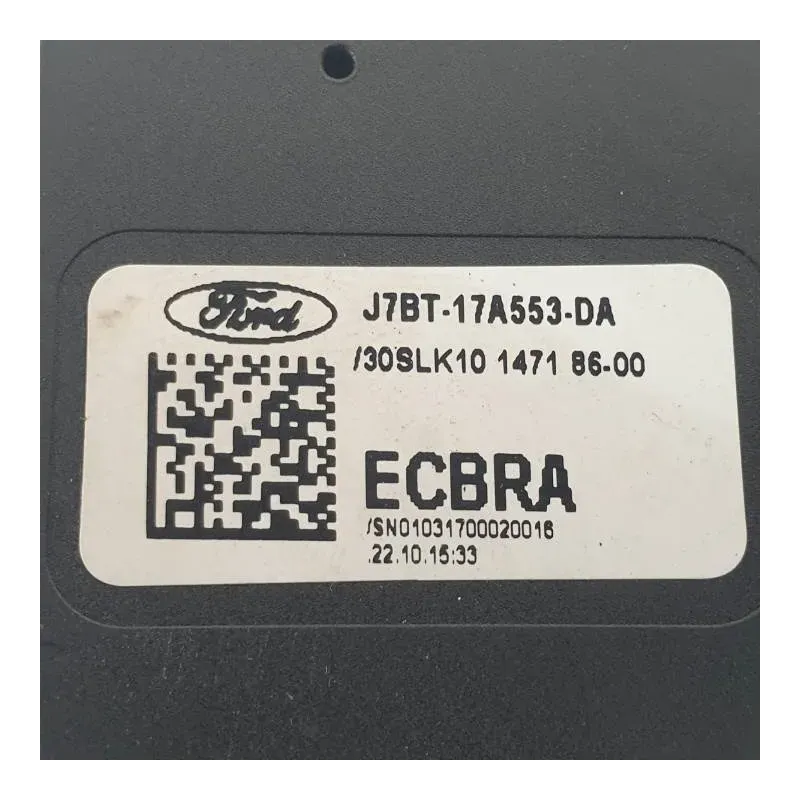 Ford
J7BT-17A553-DA
/30SLK10 1471 86-00
ECBRA
/SN01031700020016
.22.10.15:33